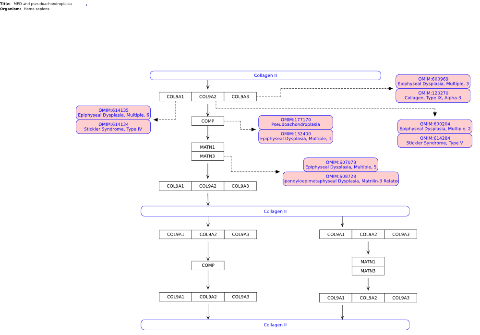 Title: MED and pseudoachondroplasia
Organism: Homo sapiens
Collagen II
COL9A1 COL9A2 COL9A3
OMIM:600969
Epiphyseal Dysplasia, Multiple, 3
OMIM:120270
Collagen, Type IX, Alpha 3
OMIM:614135
Epiphyseal Dysplasia, Multiple, 6
OMIM:614134
Stickler Syndrome, Type IV
COMP
OMIM:177170
Pseudoachondroplasia
OMIM:132400
Epiphyseal Dysplasia, Multiple, 1
OMIM:600204
Epiphyseal Dysplasia, Multiple, 2
OMIM:614284
Stickler Syndrome, Type V
MATN1
MATN3
OMIM:607078
Epiphyseal Dysplasia, Multiple, 5
OMIM:608728
Spondyloepimetaphyseal Dysplasia, Matrilin-3 Related
COL9A1 COL9A2 COL9A3
Collagen II
COL9A1 COL9A2 COL9A3
COL9A1 COL9A2 COL9A3
COMP
MATN1
MATN3
COL9A1 COL9A2 COL9A3
COL9A1 COL9A2 COL9A3
Collagen II